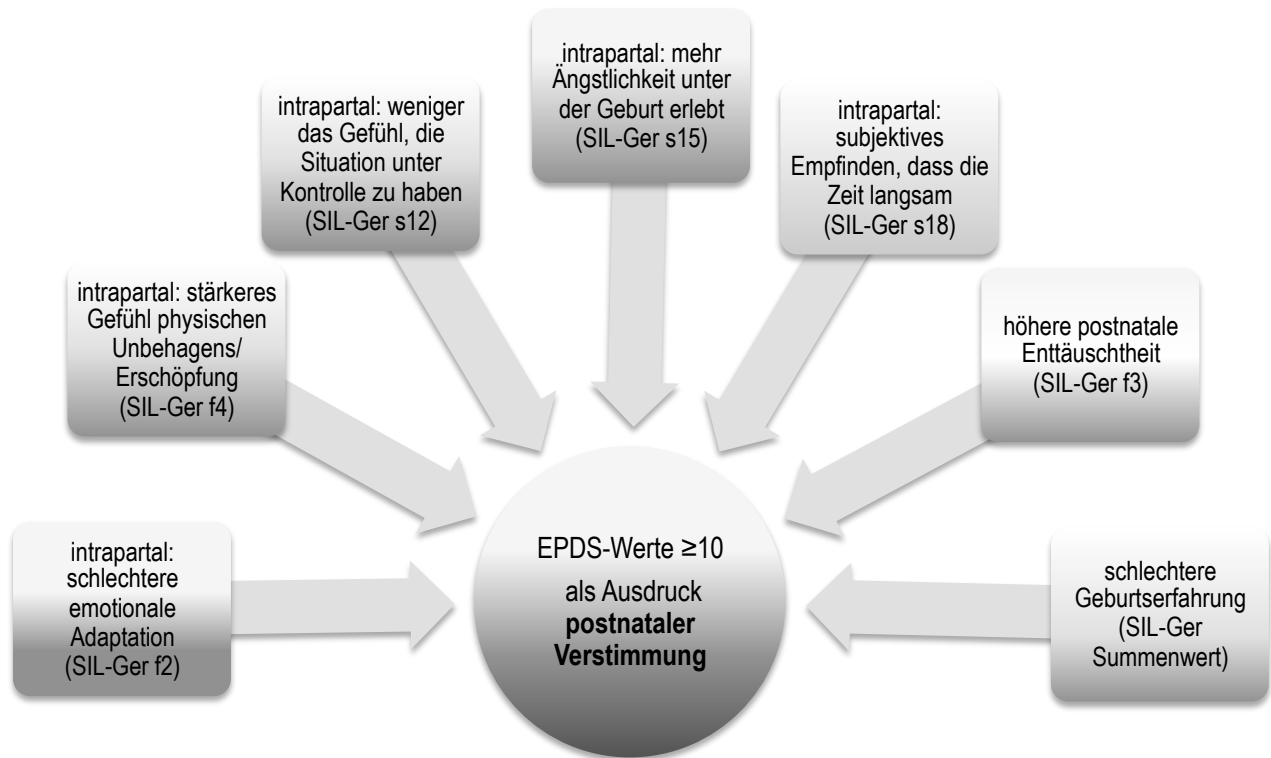 intrapartal: mehr
Ängstlichkeit unter
der Geburt erlebt
(SIL-Ger s15)
intrapartal: weniger
das Gefühl, die
Situation unter
Kontrolle zu haben
(SIL-Ger s12)
intrapartal:
subjektives
Empfinden, dass die
Zeit langsam
(SIL-Ger s18)
intrapartal: stärkeres
Gefühl physischen
Unbehagens/
Erschöpfung
(SIL-Ger f4)
höhere postnatale
Enttäuschtheit
(SIL-Ger f3)
intrapartal:
schlechtere
emotionale
Adaptation
(SIL-Ger f2)
EPDS-Werte ≥10
als Ausdruck
postnataler
Verstimmung
schlechtere
Geburtserfahrung
(SIL-Ger
Summenwert)